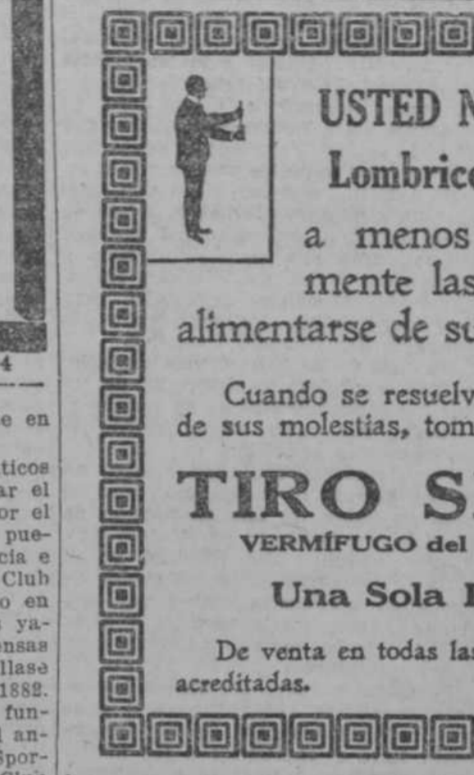 4
e en
ticos
ar el
or el
pue-
cia e
Club
o en
ya-
ensas
llase
1882.
fun-
l an-
Spor-
USTED N
Lombrice
a menos
mente las
alimentarse de su
Cuando se resuelv
de sus molestias, tom
TIRO S
VERMÍFUGO del
Una Sola
De venta en todas las
acreditadas.